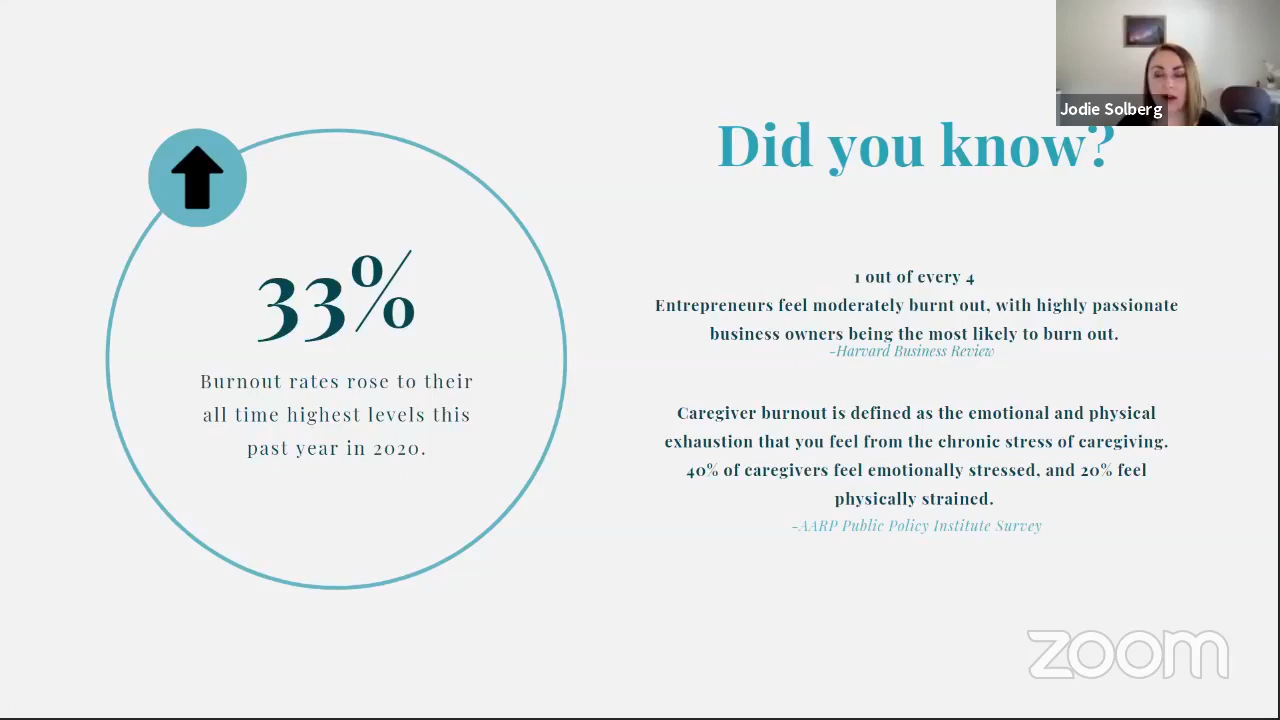 Jodie Solberg
Did you know?
33%
Burnout rates rose to their
all time highest levels this
past year in 2020.
1 out of every 4
Entrepreneurs feel moderately burnt out, with highly passionate
business owners being the most likely to burn out.
-Harvard Business Review
Caregiver burnout is defined as the emotional and physical
exhaustion that you feel from the chronic stress of caregiving.
40% of caregivers feel emotionally stressed, and 20% feel
physically strained.
-AARP Public Policy Institute Survey
zoom